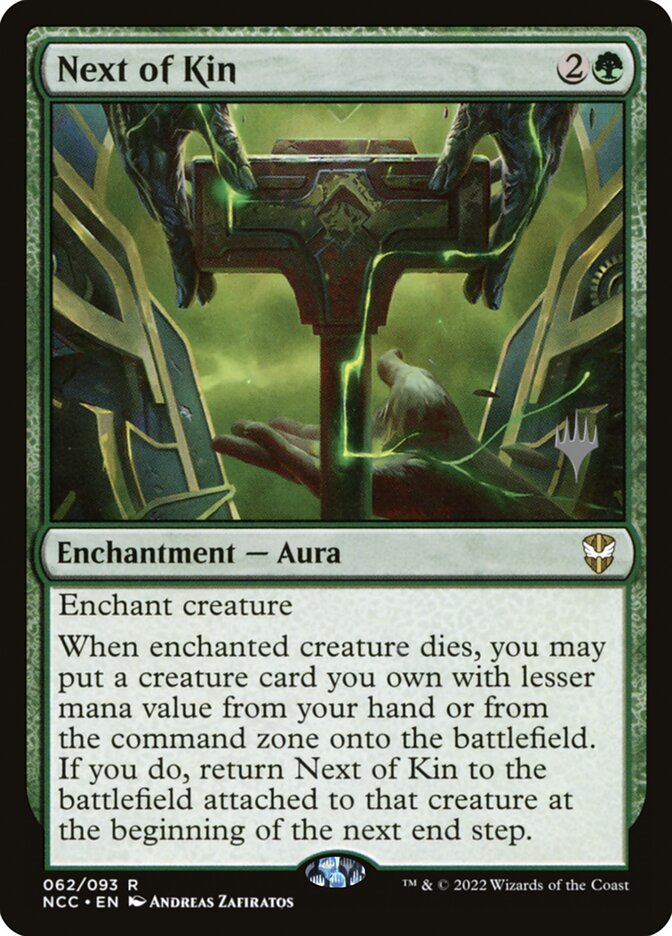 Next of Kin 2
Enchantment — Aura
Enchant creature
When enchanted creature dies, you may
put a creature card you own with lesser
mana value from your hand or from
the command zone onto the battlefield.
If you do, return Next of Kin to the
battlefield attached to that creature at
the beginning of the next end step.
062/093 R
NCC • EN Andreas Zafiratos
™ & © 2022 Wizards of the Coast